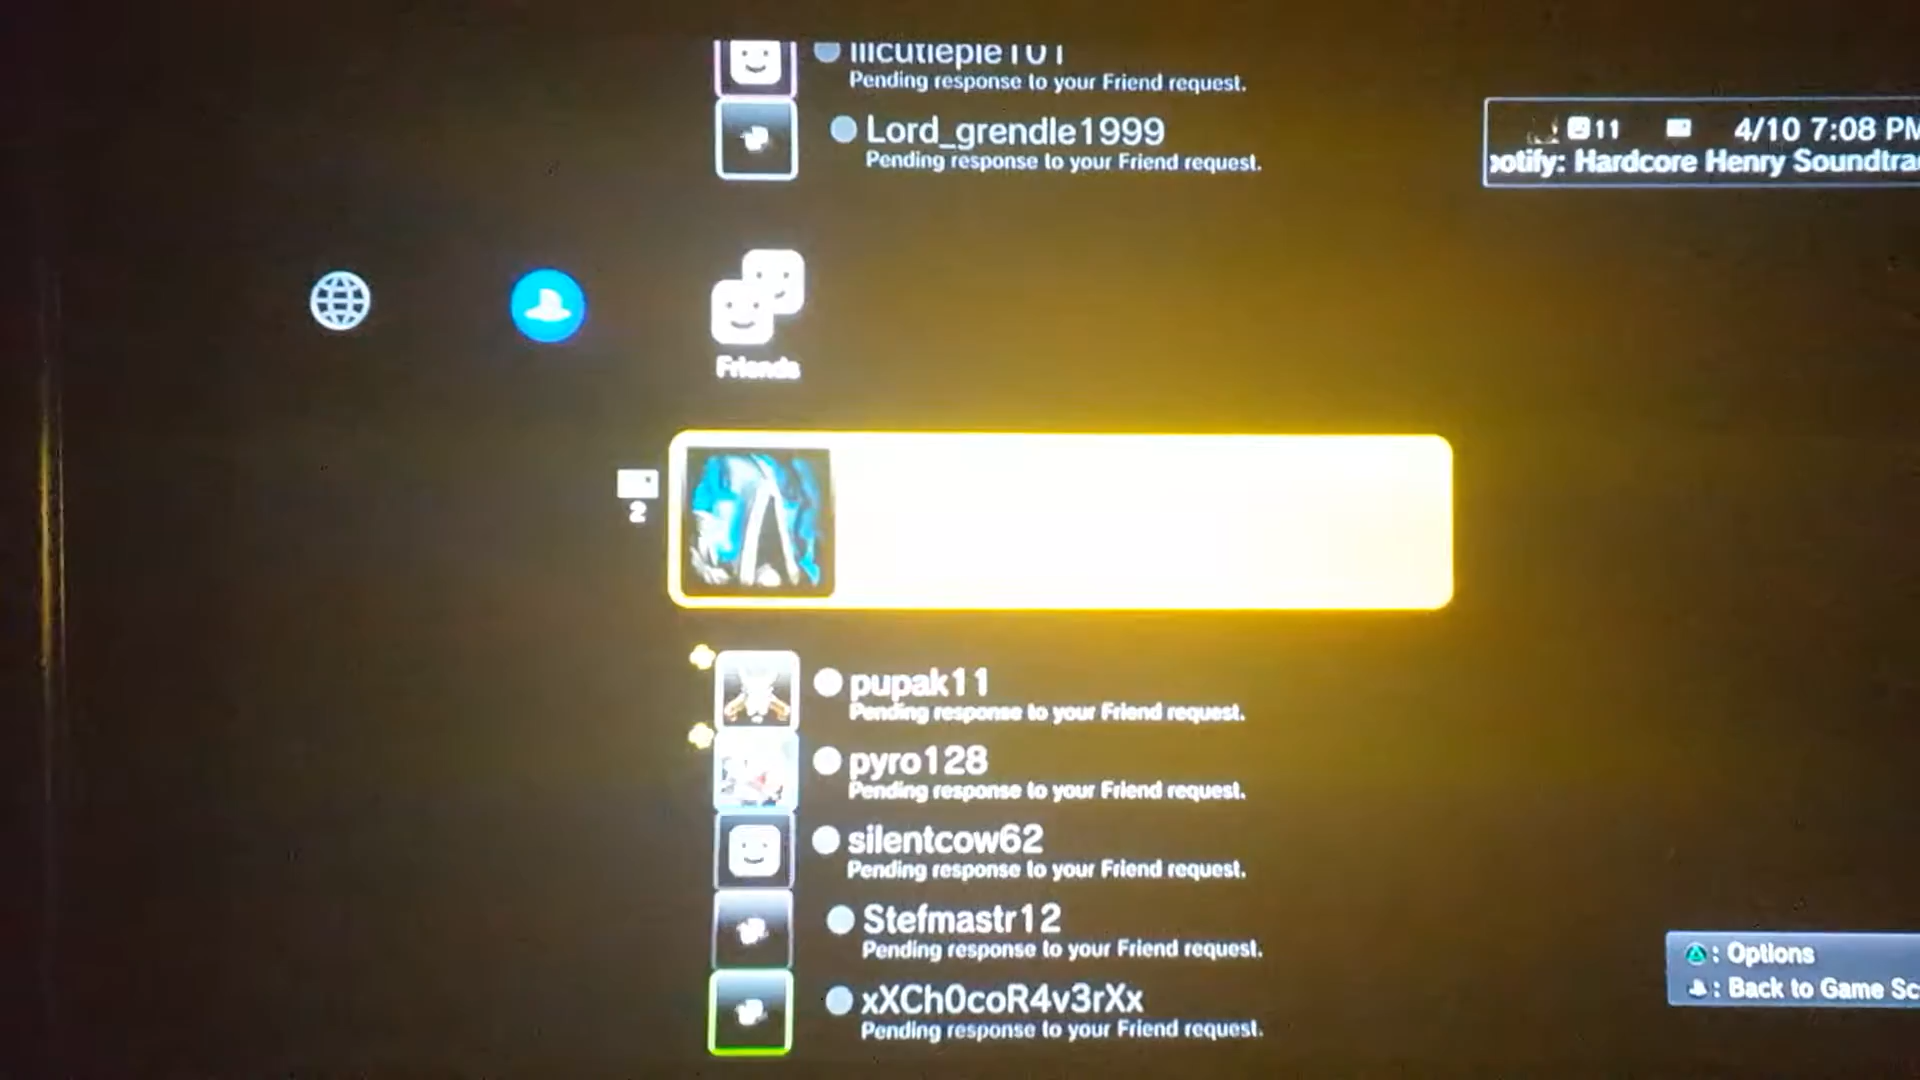 lilcutiepie101
Pending response to your Friend request.
Lord_grendle1999
Pending response to your Friend request.
11
4/10 7:08 PM
potify: Hardcore Henry Soundtra
Friends
2
pupak11
Pending response to your Friend request.
pyro128
Pending response to your Friend request.
silentcow62
Pending response to your Friend request.
Stefmastr12
Pending response to your Friend request.
xXCh0coR4v3rXx
Pending response to your Friend request.
: Options
: Back to Game Sc